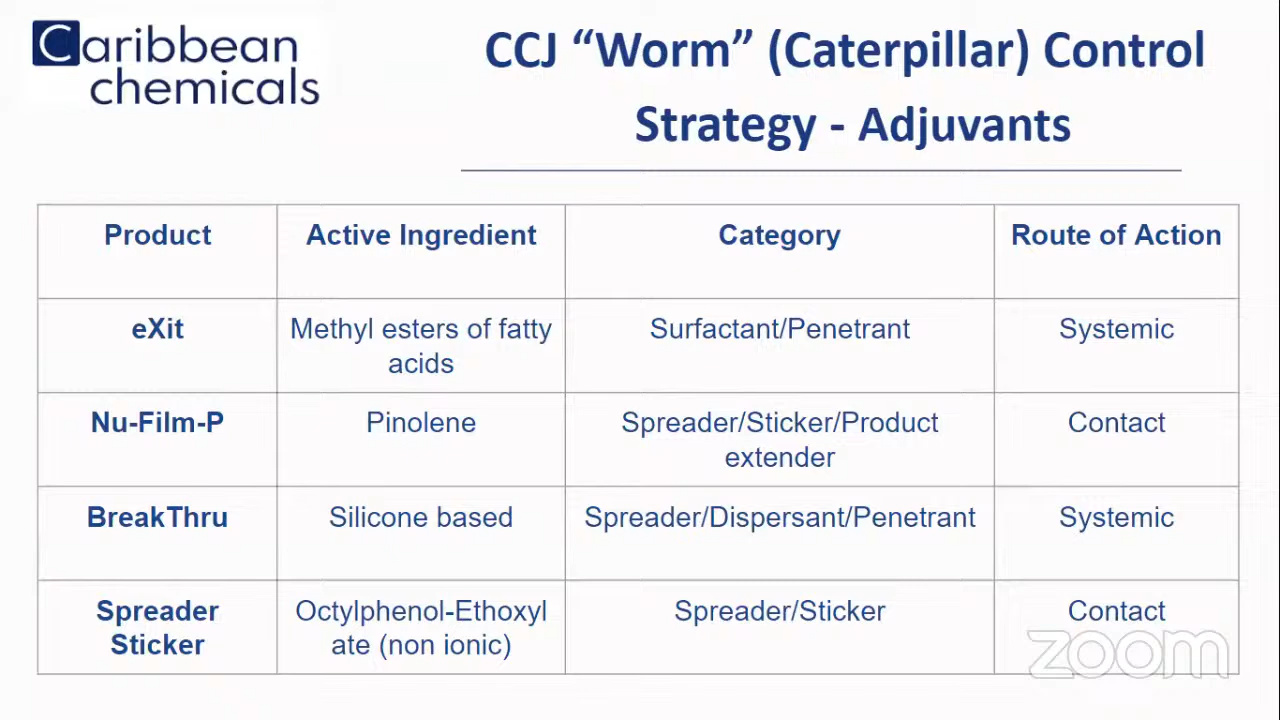 Caribbean
chemicals
CCJ “Worm” (Caterpillar) Control
Strategy - Adjuvants
Product
Active Ingredient
Category
Route of Action
eXit
Methyl esters of fatty
acids
Surfactant/Penetrant
Systemic
Nu-Film-P
Pinolene
Spreader/Sticker/Product
extender
Contact
BreakThru
Silicone based
Spreader/Dispersant/Penetrant
Systemic
Spreader
Sticker
Octylphenol-Ethoxyl
ate (non ionic)
Spreader/Sticker
Contact
zoom